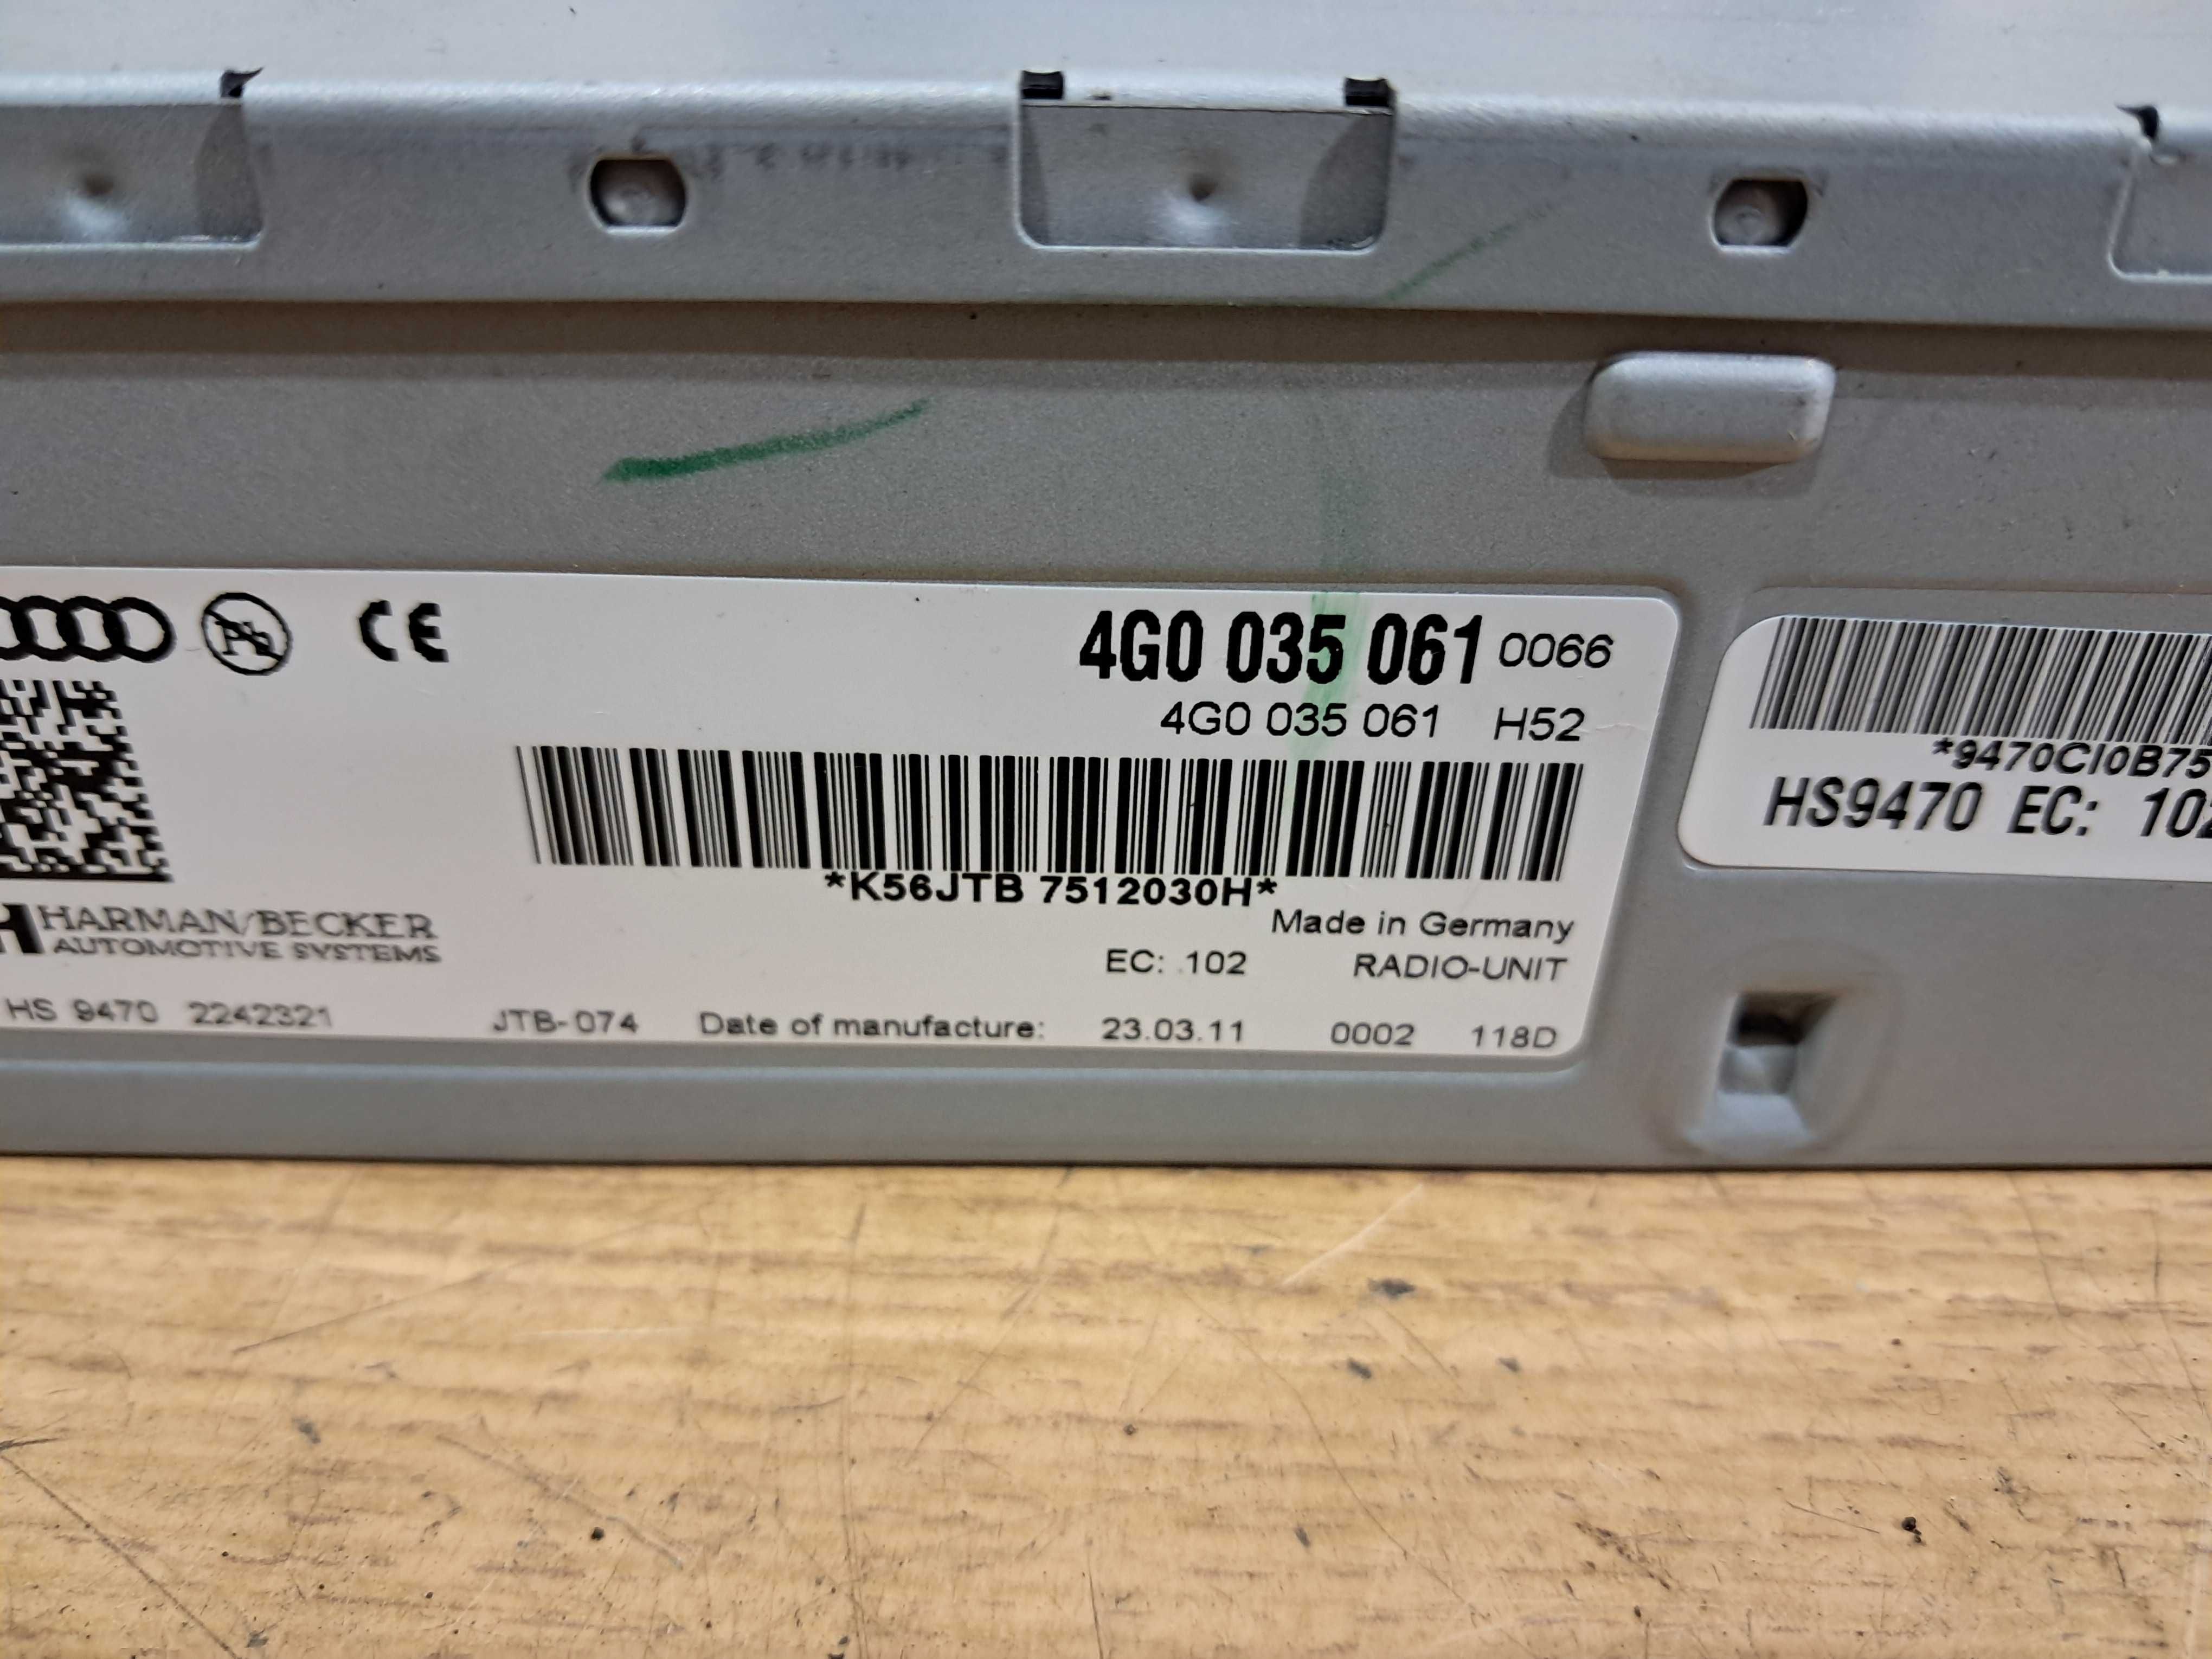 Pb CE
4G0 035 061 0066
4G0 035 061 H52
*K56JTB 7512030H*
HARMAN/BECKER
AUTOMOTIVE SYSTEMS
Made in Germany
EC: 102 RADIO-UNIT
HS 9470 2242321 JTB-074 Date of manufacture: 23.03.11 0002 118D
*9470CI0B75
HS9470 EC: 102